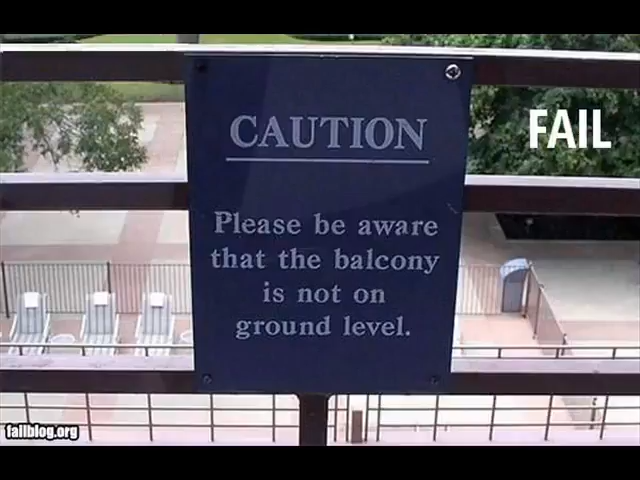 CAUTION
FAIL
Please be aware
that the balcony
is not on
ground level.
failblog.org